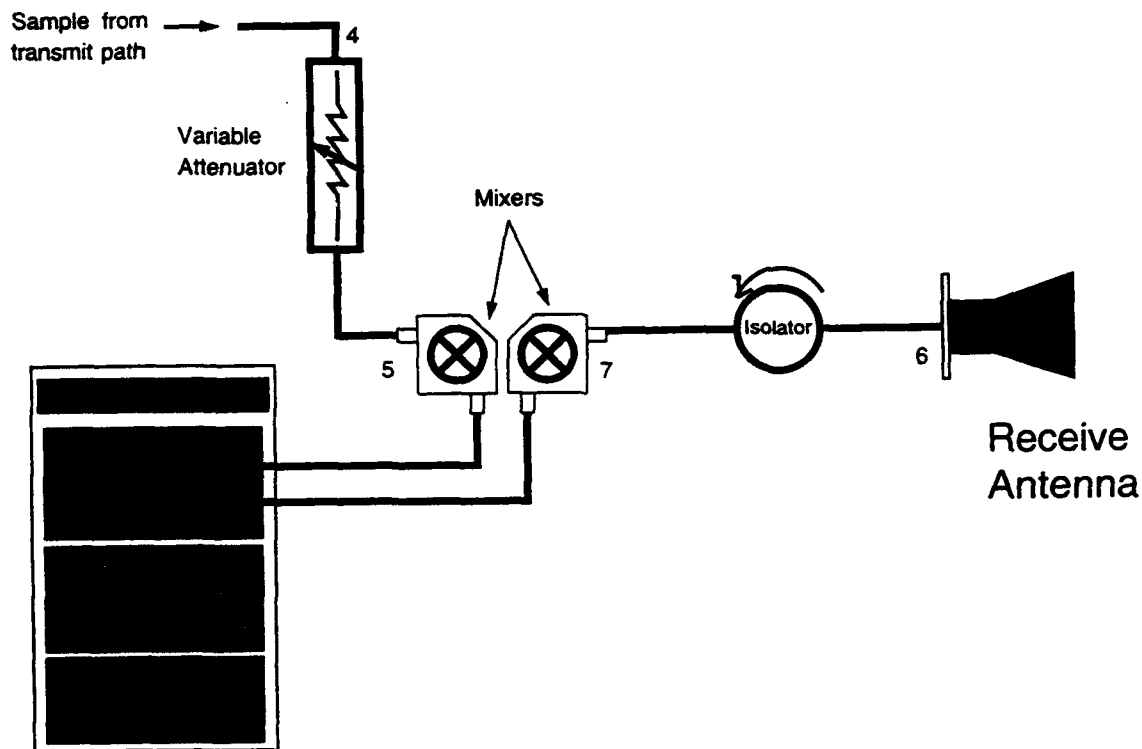 Sample from
transmit path
4
Variable
Attenuator
Mixers
Isolator
5
7
6
Receive
Antenna